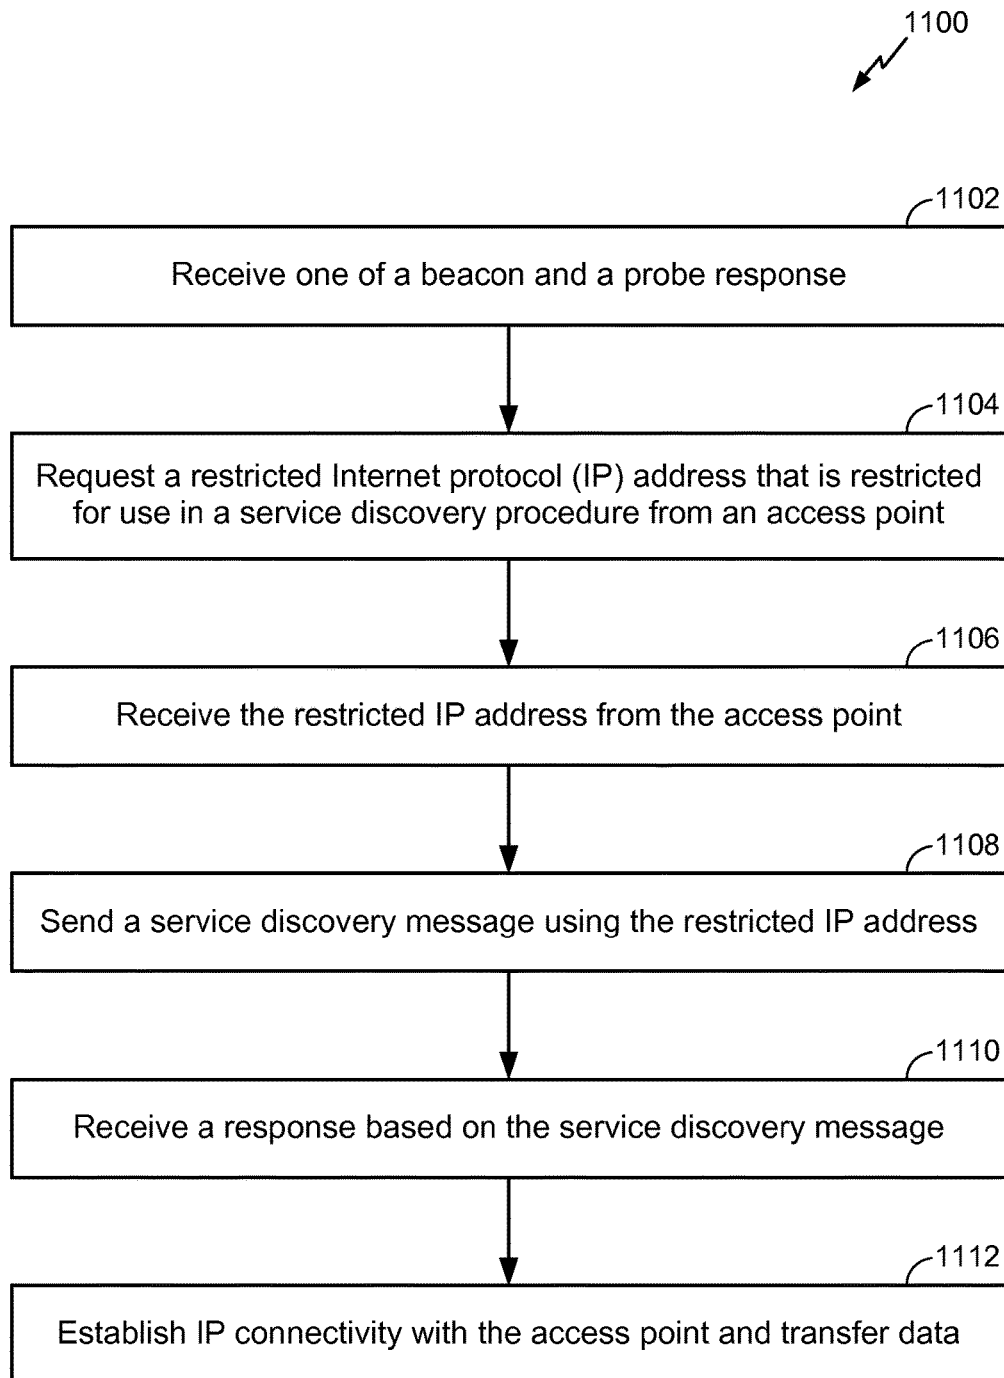 1100
1102
Receive one of a beacon and a probe response
1104
Request a restricted Internet protocol (IP) address that is restricted
for use in a service discovery procedure from an access point
1106
Receive the restricted IP address from the access point
1108
Send a service discovery message using the restricted IP address
1110
Receive a response based on the service discovery message
1112
Establish IP connectivity with the access point and transfer data